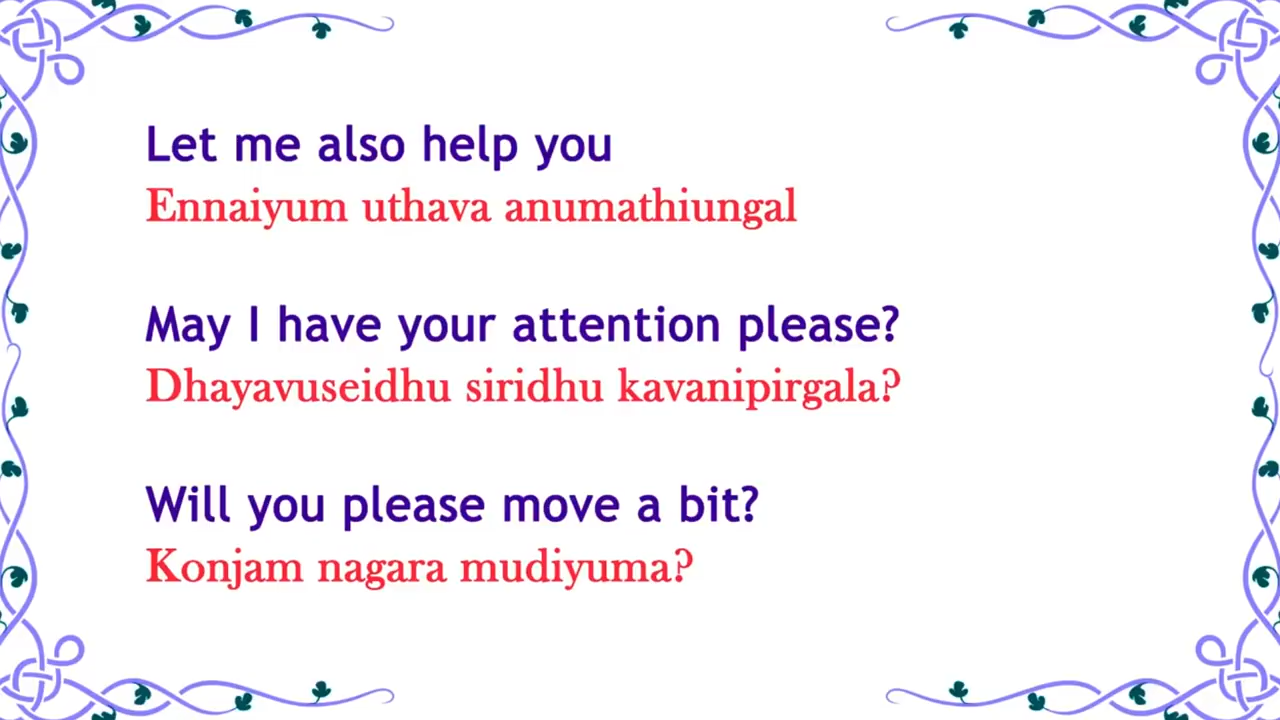 Let me also help you
Ennaiyum uthava anumathiungal
May I have your attention please?
Dhayavuseidhu siridhu kavanipirgala?
Will you please move a bit?
Konjam nagara mudiyuma?